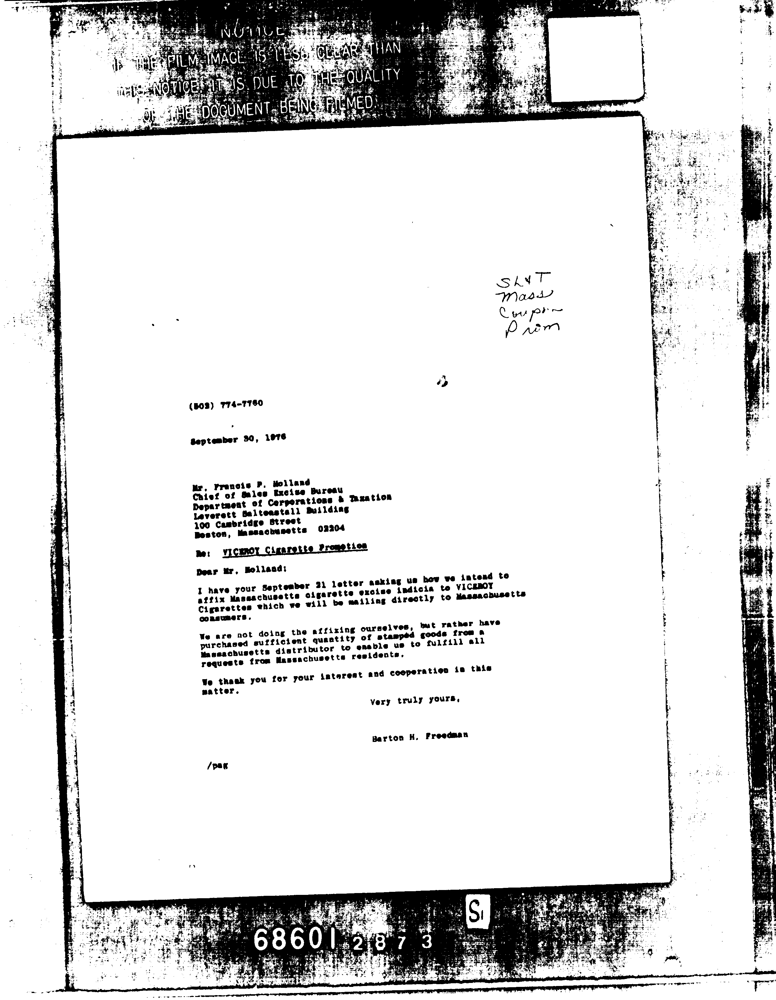 NOTICE
IF THE FILM IMAGE IS LESS CLEAR THAN
THIS NOTICE, IT IS DUE TO THE QUALITY
OF THE DOCUMENT BEING FILMED
SL&T
Mass
Coupon
Prom
(502) 774-7760
September 30, 1976
Mr. Francis P. Holland
Chief of Sales Excise Bureau
Department of Corporations & Taxation
Leverett Saltonstall Building
100 Cambridge Street
Boston, Massachusetts 02204
Re: VICEROY Cigarette Promotion
Dear Mr. Holland:
I have your September 21 letter asking us how we intend to
affix Massachusetts cigarette excise indicia to VICEROY
Cigarettes which we will be mailing directly to Massachusetts
consumers.
We are not doing the affixing ourselves, but rather have
purchased sufficient quantity of stamped goods from a
Massachusetts distributor to enable us to fulfill all
requests from Massachusetts residents.
We thank you for your interest and cooperation in this
matter.
Very truly yours,
Barton H. Freedman
/pag
S1
68601 2873